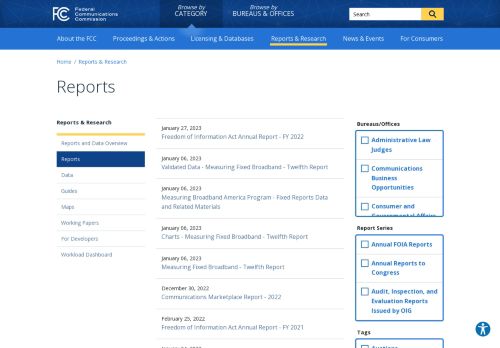 Federal
Communications
Commission
FCC
Browse by
CATEGORY
Browse by
BUREAUS & OFFICES
Search
About the FCC
Proceedings & Actions
Licensing & Databases
Reports & Research
News & Events
For Consumers
Home / Reports & Research
Reports
Reports & Research
Reports and Data Overview
Reports
Data
Guides
Maps
Working Papers
For Developers
Workload Dashboard
January 27, 2023
Freedom of Information Act Annual Report - FY 2022
January 06, 2023
Validated Data - Measuring Fixed Broadband - Twelfth Report
January 06, 2023
Measuring Broadband America Program - Fixed Reports Data
and Related Materials
January 06, 2023
Charts - Measuring Fixed Broadband - Twelfth Report
January 06, 2023
Measuring Fixed Broadband - Twelfth Report
December 30, 2022
Communications Marketplace Report - 2022
February 25, 2022
Freedom of Information Act Annual Report - FY 2021
Bureaus/Offices
Administrative Law
Judges
Communications
Business
Opportunities
Consumer and
Governmental Affairs
Report Series
Annual FOIA Reports
Annual Reports to
Congress
Audit, Inspection, and
Evaluation Reports
Issued by OIG
Tags
Auctions